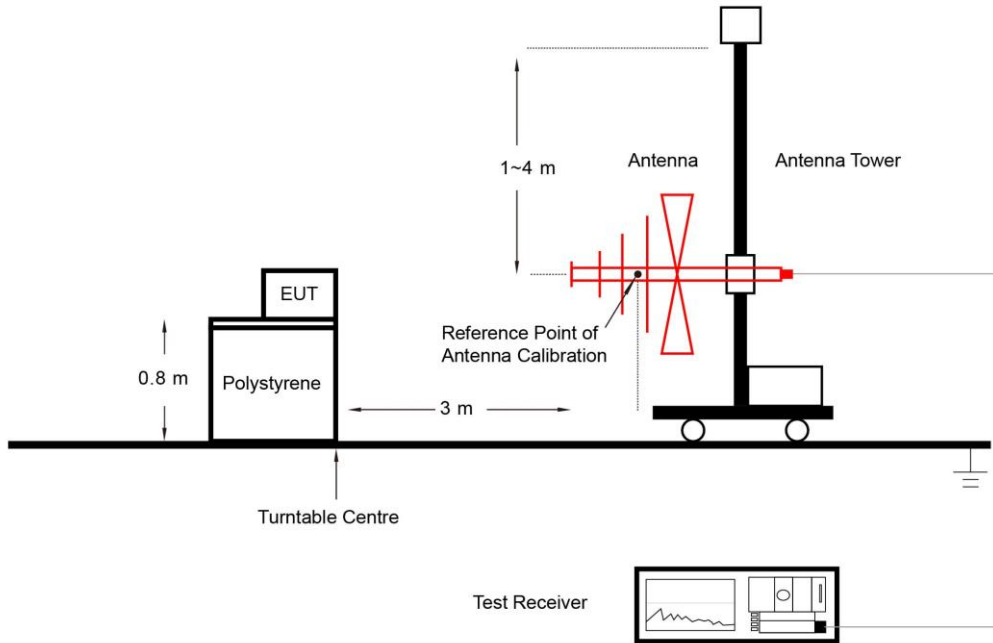 1~4 m
Antenna
Antenna Tower
EUT
Reference Point of
Antenna Calibration
0.8 m
Polystyrene
3 m
Turntable Centre
Test Receiver